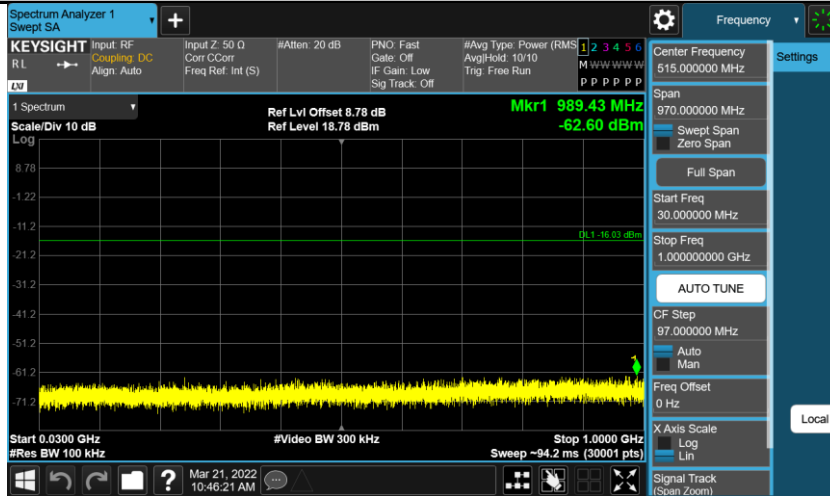 Spectrum Analyzer 1
Swept SA
Frequency
KEYSIGHT
R L
LXI
Input: RF
Coupling: DC
Align: Auto
Input Z: 50 Ω
Corr CCorr
Freq Ref: Int (S)
#Atten: 20 dB
PNO: Fast
Gate: Off
IF Gain: Low
Sig Track: Off
#Avg Type: Power (RMS
Avg|Hold: 10/10
Trig: Free Run
1 2 3 4 5 6
M W W W W W
P P P P P P
1 Spectrum
Scale/Div 10 dB
Log
Ref Lvl Offset 8.78 dB
Ref Level 18.78 dBm
Mkr1 989.43 MHz
-62.60 dBm
8.78
-1.22
-11.2
DL1 -16.03 dBm
-21.2
-31.2
-41.2
-51.2
1
-61.2
-71.2
Start 0.0300 GHz
#Res BW 100 kHz
#Video BW 300 kHz
Stop 1.0000 GHz
Sweep ~94.2 ms (30001 pts)
?
Mar 21, 2022
10:46:21 AM
Center Frequency
515.000000 MHz
Span
970.000000 MHz
Swept Span
Zero Span
Full Span
Start Freq
30.000000 MHz
Stop Freq
1.000000000 GHz
AUTO TUNE
CF Step
97.000000 MHz
Auto
Man
Freq Offset
0 Hz
X Axis Scale
Log
Lin
Signal Track
(Span Zoom)
Settings
Local